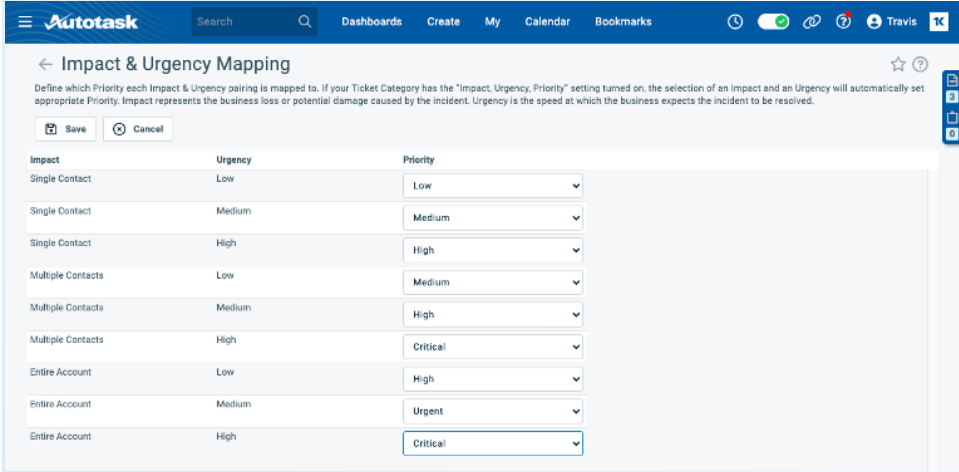 Autotask Search Dashboards Create My Calendar Bookmarks Travis 1K
Impact & Urgency Mapping
Define which Priority each Impact & Urgency pairing is mapped to. If your Ticket Category has the "Impact, Urgency, Priority" setting turned on, the selection of an Impact and an Urgency will automatically set
appropriate Priority. Impact represents the business loss or potential damage caused by the incident. Urgency is the speed at which the business expects the incident to be resolved.
3
0
Save Cancel
Impact Urgency Priority
Single Contact Low Low
Single Contact Medium Medium
Single Contact High High
Multiple Contacts Low Medium
Multiple Contacts Medium High
Multiple Contacts High Critical
Entire Account Low High
Entire Account Medium Urgent
Entire Account High Critical